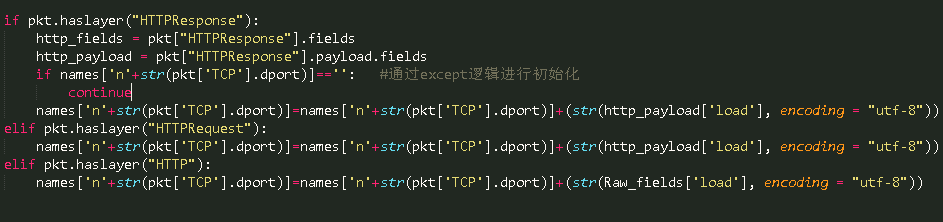 if pkt.haslayer("HTTPResponse"):
    http_fields = pkt["HTTPResponse"].fields
    http_payload = pkt["HTTPResponse"].payload.fields
    if names['n'+str(pkt['TCP'].dport)]=='':   #通过except逻辑进行初始化
        continue
    names['n'+str(pkt['TCP'].dport)]=names['n'+str(pkt['TCP'].dport)]+(str(http_payload['load'], encoding = "utf-8"))
elif pkt.haslayer("HTTPRequest"):
    names['n'+str(pkt['TCP'].dport)]=names['n'+str(pkt['TCP'].dport)]+(str(http_payload['load'], encoding = "utf-8"))
elif pkt.haslayer("HTTP"):
    names['n'+str(pkt['TCP'].dport)]=names['n'+str(pkt['TCP'].dport)]+(str(Raw_fields['load'], encoding = "utf-8"))